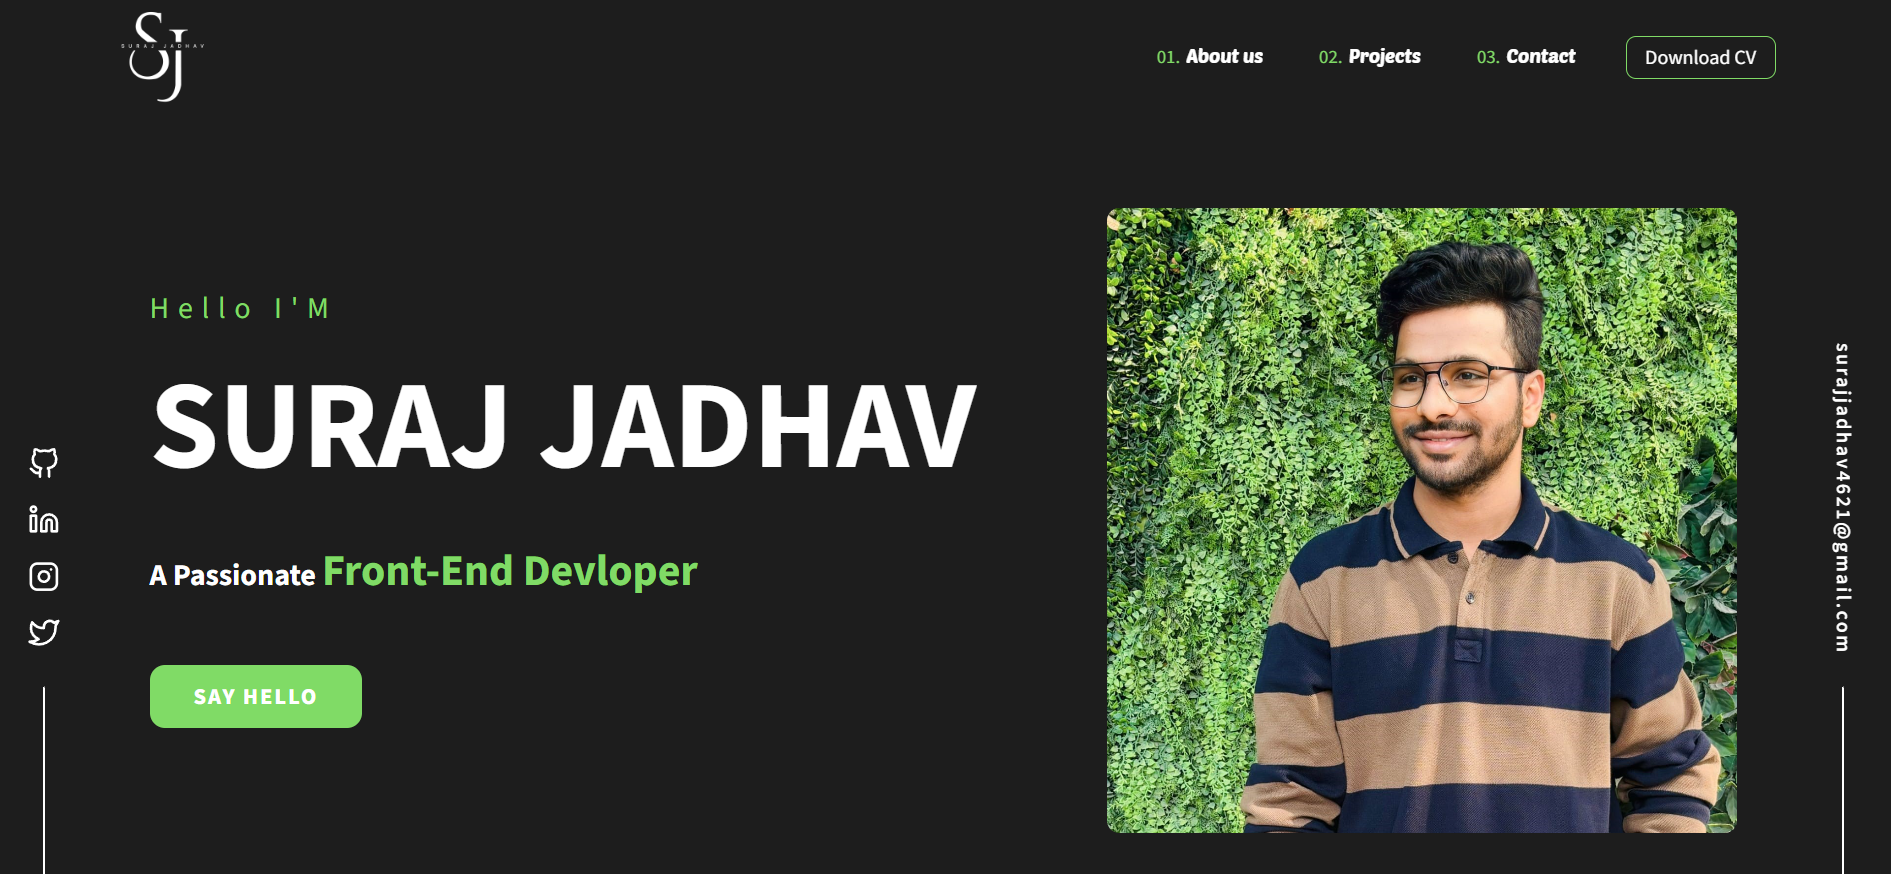 SJ
SURAJ JADHAV
01. About us
02. Projects
03. Contact
Download CV
Hello I'M
SURAJ JADHAV
A Passionate Front-End Devloper
SAY HELLO
surajjadhav4621@gmail.com